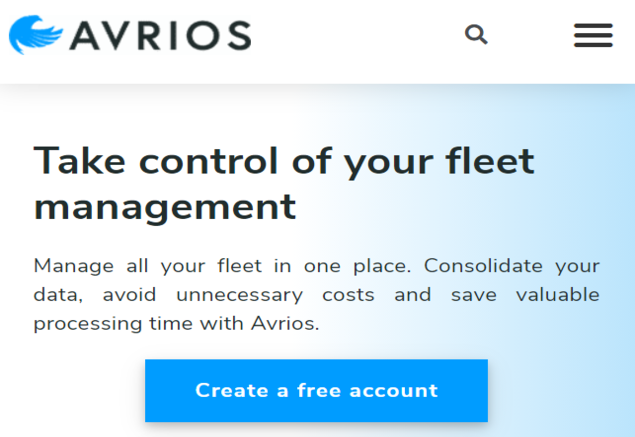 AVRIOS
Take control of your fleet
management
Manage all your fleet in one place. Consolidate your
data, avoid unnecessary costs and save valuable
processing time with Avrios.
Create a free account